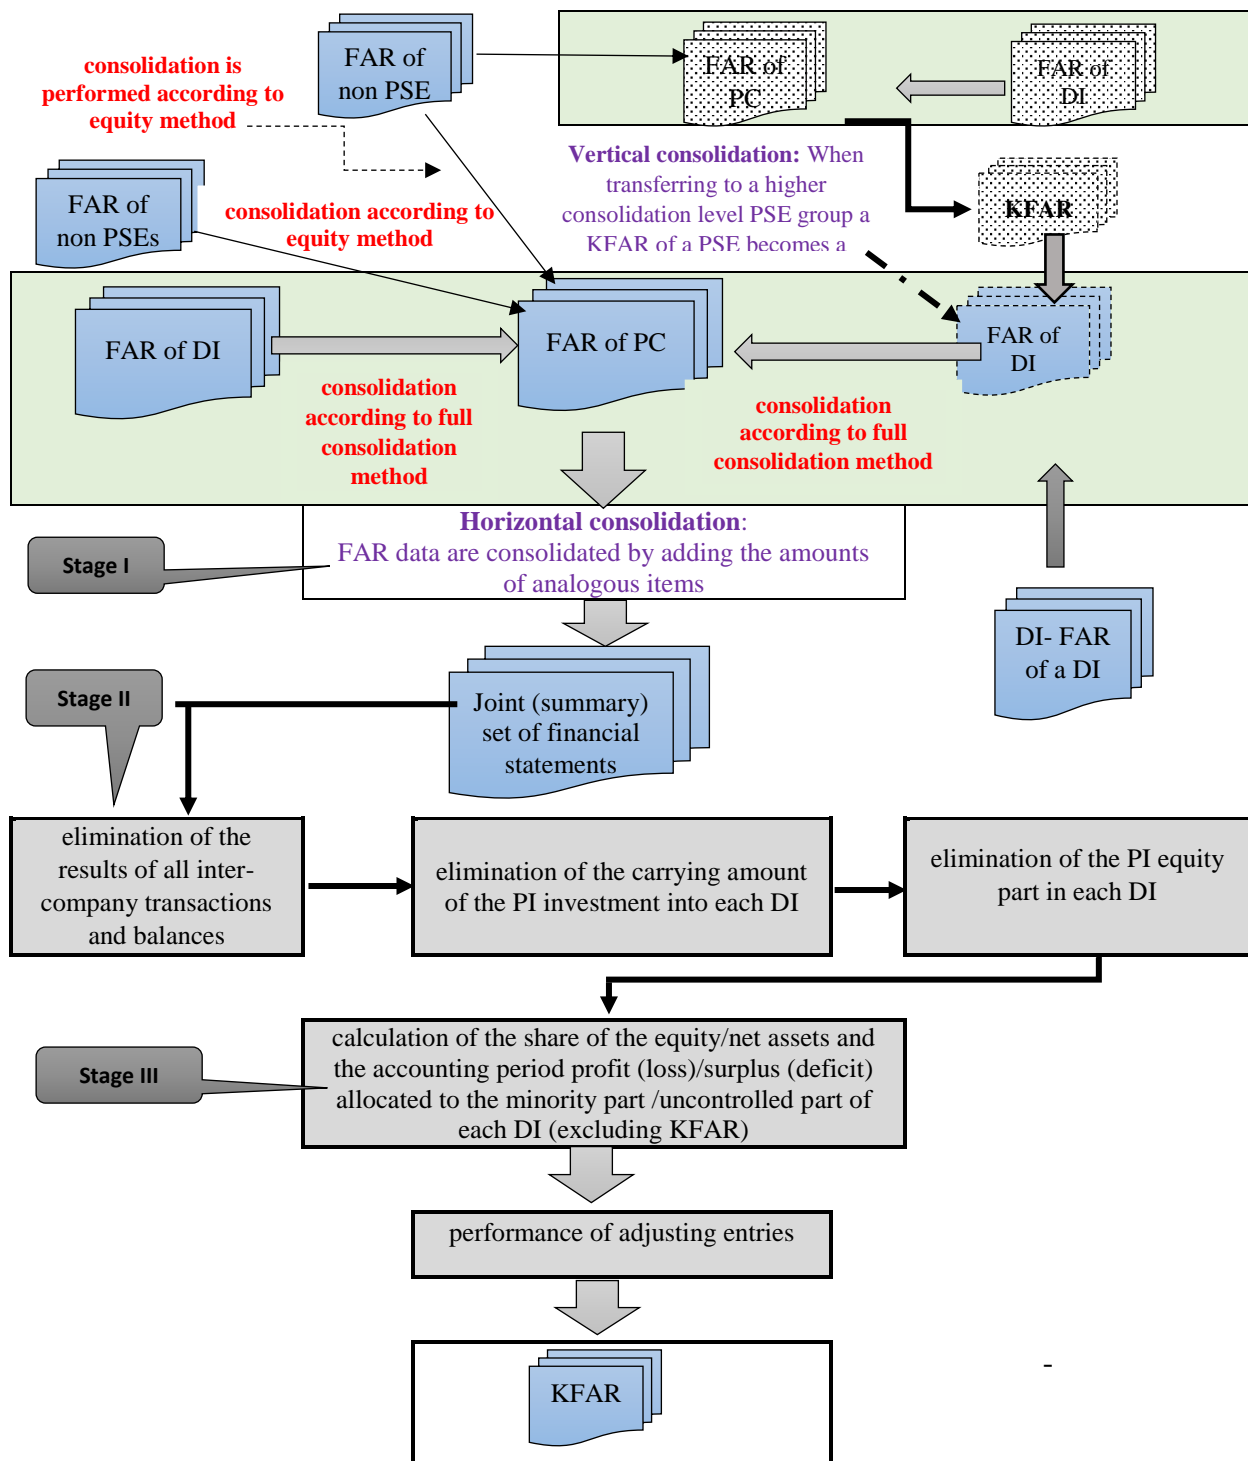 FAR of
non PSE
FAR of
PC
FAR of
DI
consolidation is
performed according to
equity method
Vertical consolidation: When
transferring to a higher
consolidation level PSE group a
KFAR of a PSE becomes a
KFAR
FAR of
non PSEs
consolidation according to
equity method
FAR of DI
FAR of PC
FAR of
DI
consolidation
according to full
consolidation
method
consolidation
according to full
consolidation method
Horizontal consolidation:
FAR data are consolidated by adding the amounts
of analogous items
Stage I
DI- FAR
of a DI
Stage II
Joint (summary)
set of financial
statements
elimination of the
results of all inter-
company transactions
and balances
elimination of the carrying amount
of the PI investment into each DI
elimination of the PI equity
part in each DI
Stage III
calculation of the share of the equity/net assets and
the accounting period profit (loss)/surplus (deficit)
allocated to the minority part /uncontrolled part of
each DI (excluding KFAR)
performance of adjusting entries
KFAR
-